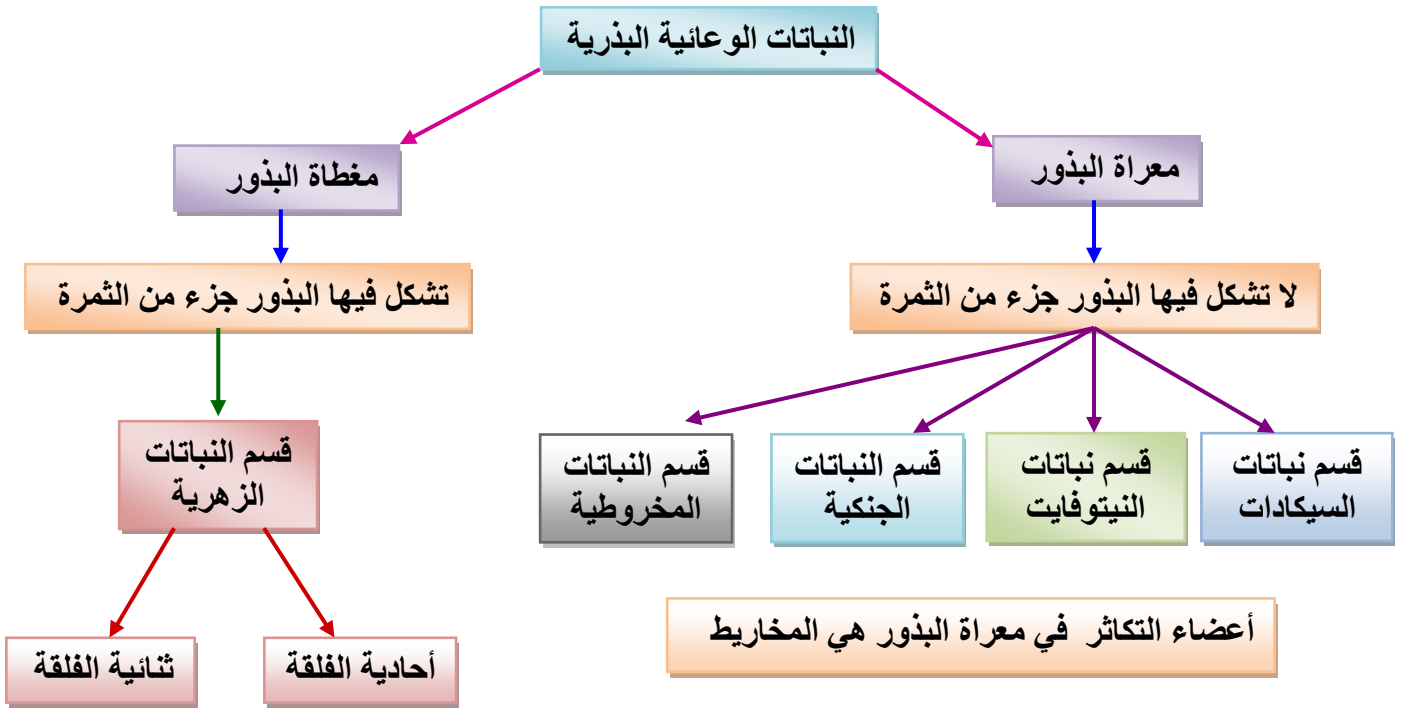 النباتات الوعائية البذرية
معراة البذور
مغطاة البذور
لا تشكل فيها البذور جزء من الثمرة
تشكل فيها البذور جزء من الثمرة
قسم نباتات
السيكادات
قسم نباتات
النيتوفايت
قسم النباتات
الجنكية
قسم النباتات
المخروطية
قسم النباتات
الزهرية
أعضاء التكاثر في معراة البذور هي المخاريط
أحادية الفلقة
ثنائية الفلقة